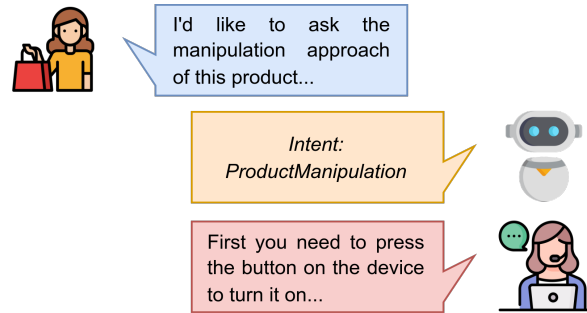 I'd like to ask the
manipulation approach
of this product...
Intent:
ProductManipulation
First you need to press
the button on the device
to turn it on...